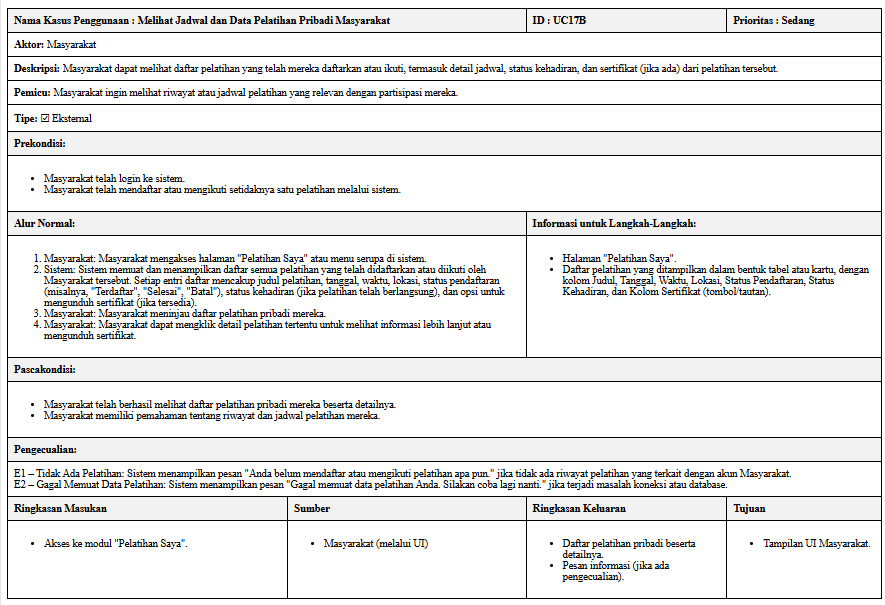 Nama Kasus Penggunaan : Melihat Jadwal dan Data Pelatihan Pribadi Masyarakat
ID : UC17B
Prioritas : Sedang
Aktor: Masyarakat
Deskripsi: Masyarakat dapat melihat daftar pelatihan yang telah mereka daftarkan atau ikuti, termasuk detail jadwal, status kehadiran, dan sertifikat (jika ada) dari pelatihan tersebut.
Pemicu: Masyarakat ingin melihat riwayat atau jadwal pelatihan yang relevan dengan partisipasi mereka.
Tipe: ☑ Eksternal
Prekondisi:
• Masyarakat telah login ke sistem.
• Masyarakat telah mendaftar atau mengikuti setidaknya satu pelatihan melalui sistem.
Alur Normal:
1. Masyarakat: Masyarakat mengakses halaman "Pelatihan Saya" atau menu serupa di sistem.
2. Sistem: Sistem memuat dan menampilkan daftar semua pelatihan yang telah didaftarkan atau diikuti oleh
Masyarakat tersebut. Setiap entri daftar mencakup judul pelatihan, tanggal, waktu, lokasi, status pendaftaran
(misalnya, "Terdaftar", "Selesai", "Batal"), status kehadiran (jika pelatihan telah berlangsung), dan opsi untuk
mengunduh sertifikat (jika tersedia).
3. Masyarakat: Masyarakat meninjau daftar pelatihan pribadi mereka.
4. Masyarakat: Masyarakat dapat mengklik detail pelatihan tertentu untuk melihat informasi lebih lanjut atau
mengunduh sertifikat.
Informasi untuk Langkah-Langkah:
• Halaman "Pelatihan Saya".
• Daftar pelatihan yang ditampilkan dalam bentuk tabel atau kartu, dengan
kolom Judul, Tanggal, Waktu, Lokasi, Status Pendaftaran, Status
Kehadiran, dan Kolom Sertifikat (tombol/tautan).
Pascakondisi:
• Masyarakat telah berhasil melihat daftar pelatihan pribadi mereka beserta detailnya.
• Masyarakat memiliki pemahaman tentang riwayat dan jadwal pelatihan mereka.
Pengecualian:
E1 – Tidak Ada Pelatihan: Sistem menampilkan pesan "Anda belum mendaftar atau mengikuti pelatihan apa pun." jika tidak ada riwayat pelatihan yang terkait dengan akun Masyarakat.
E2 – Gagal Memuat Data Pelatihan: Sistem menampilkan pesan "Gagal memuat data pelatihan Anda. Silakan coba lagi nanti." jika terjadi masalah koneksi atau database.
Ringkasan Masukan
• Akses ke modul "Pelatihan Saya".
Sumber
• Masyarakat (melalui UI)
Ringkasan Keluaran
• Daftar pelatihan pribadi beserta
detailnya.
• Pesan informasi (jika ada
pengecualian).
Tujuan
• Tampilan UI Masyarakat.